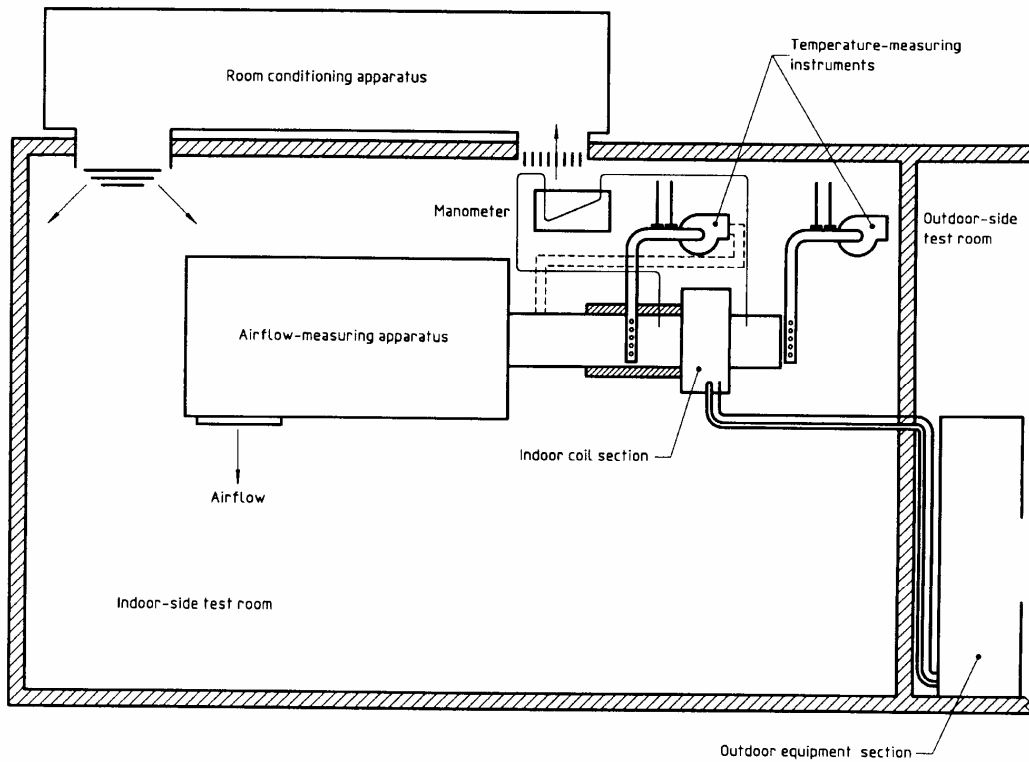 Temperature-measuring
instruments
Room conditioning apparatus
Manometer
Outdoor-side
test room
Airflow-measuring apparatus
Indoor coil section
Airflow
Indoor-side test room
Outdoor equipment section